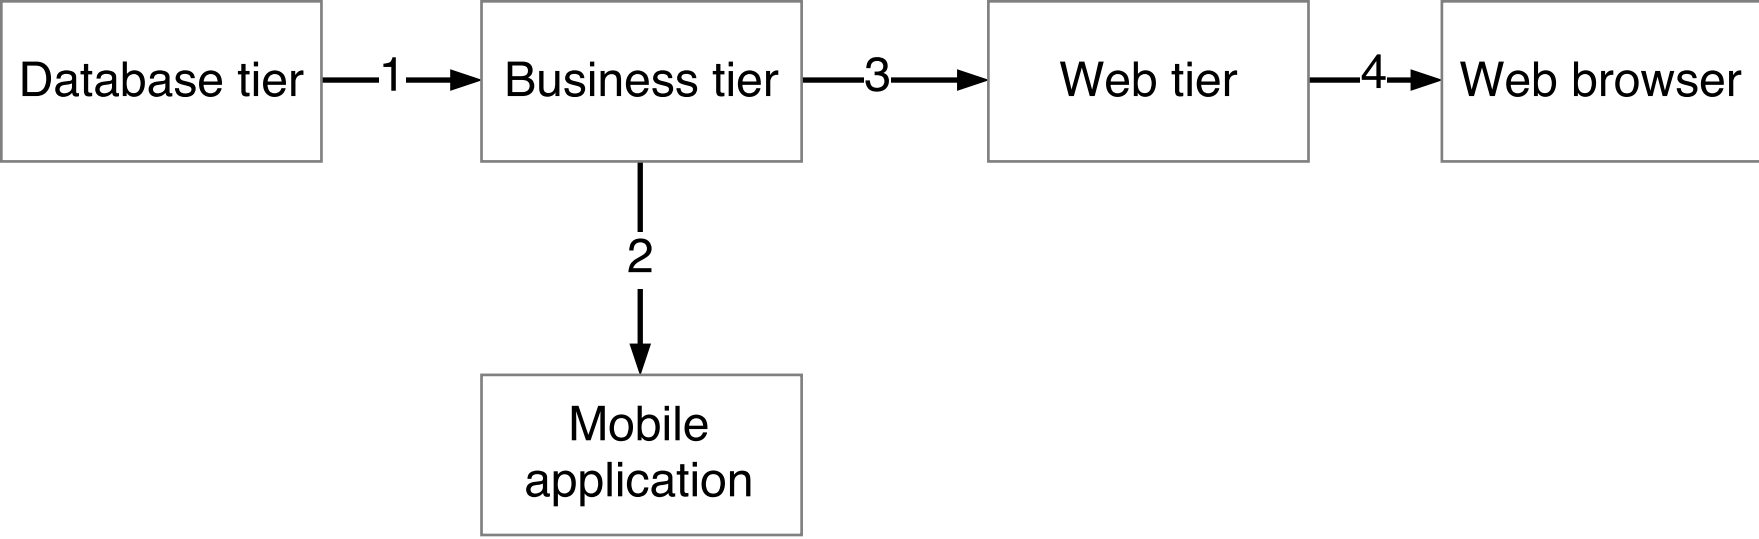 Database tier
1
Business tier
3
Web tier
4
Web browser
2
Mobile
application